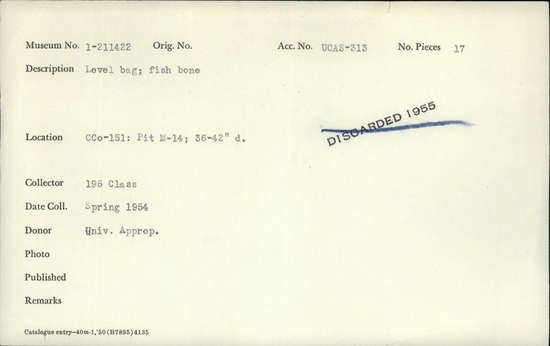 Museum No. 1-211422 Orig. No. Acc. No. UCAS-313 No. Pieces 17
Description Level bag; fish bone
DISCARDED 1955
Location CCo-151: Pit M-14; 36-42" d.
Collector 195 Class
Date Coll. Spring 1954
Donor Univ. Approp.
Photo
Published
Remarks
Catalogue entry—40m-1,'50 (B7895) 4135